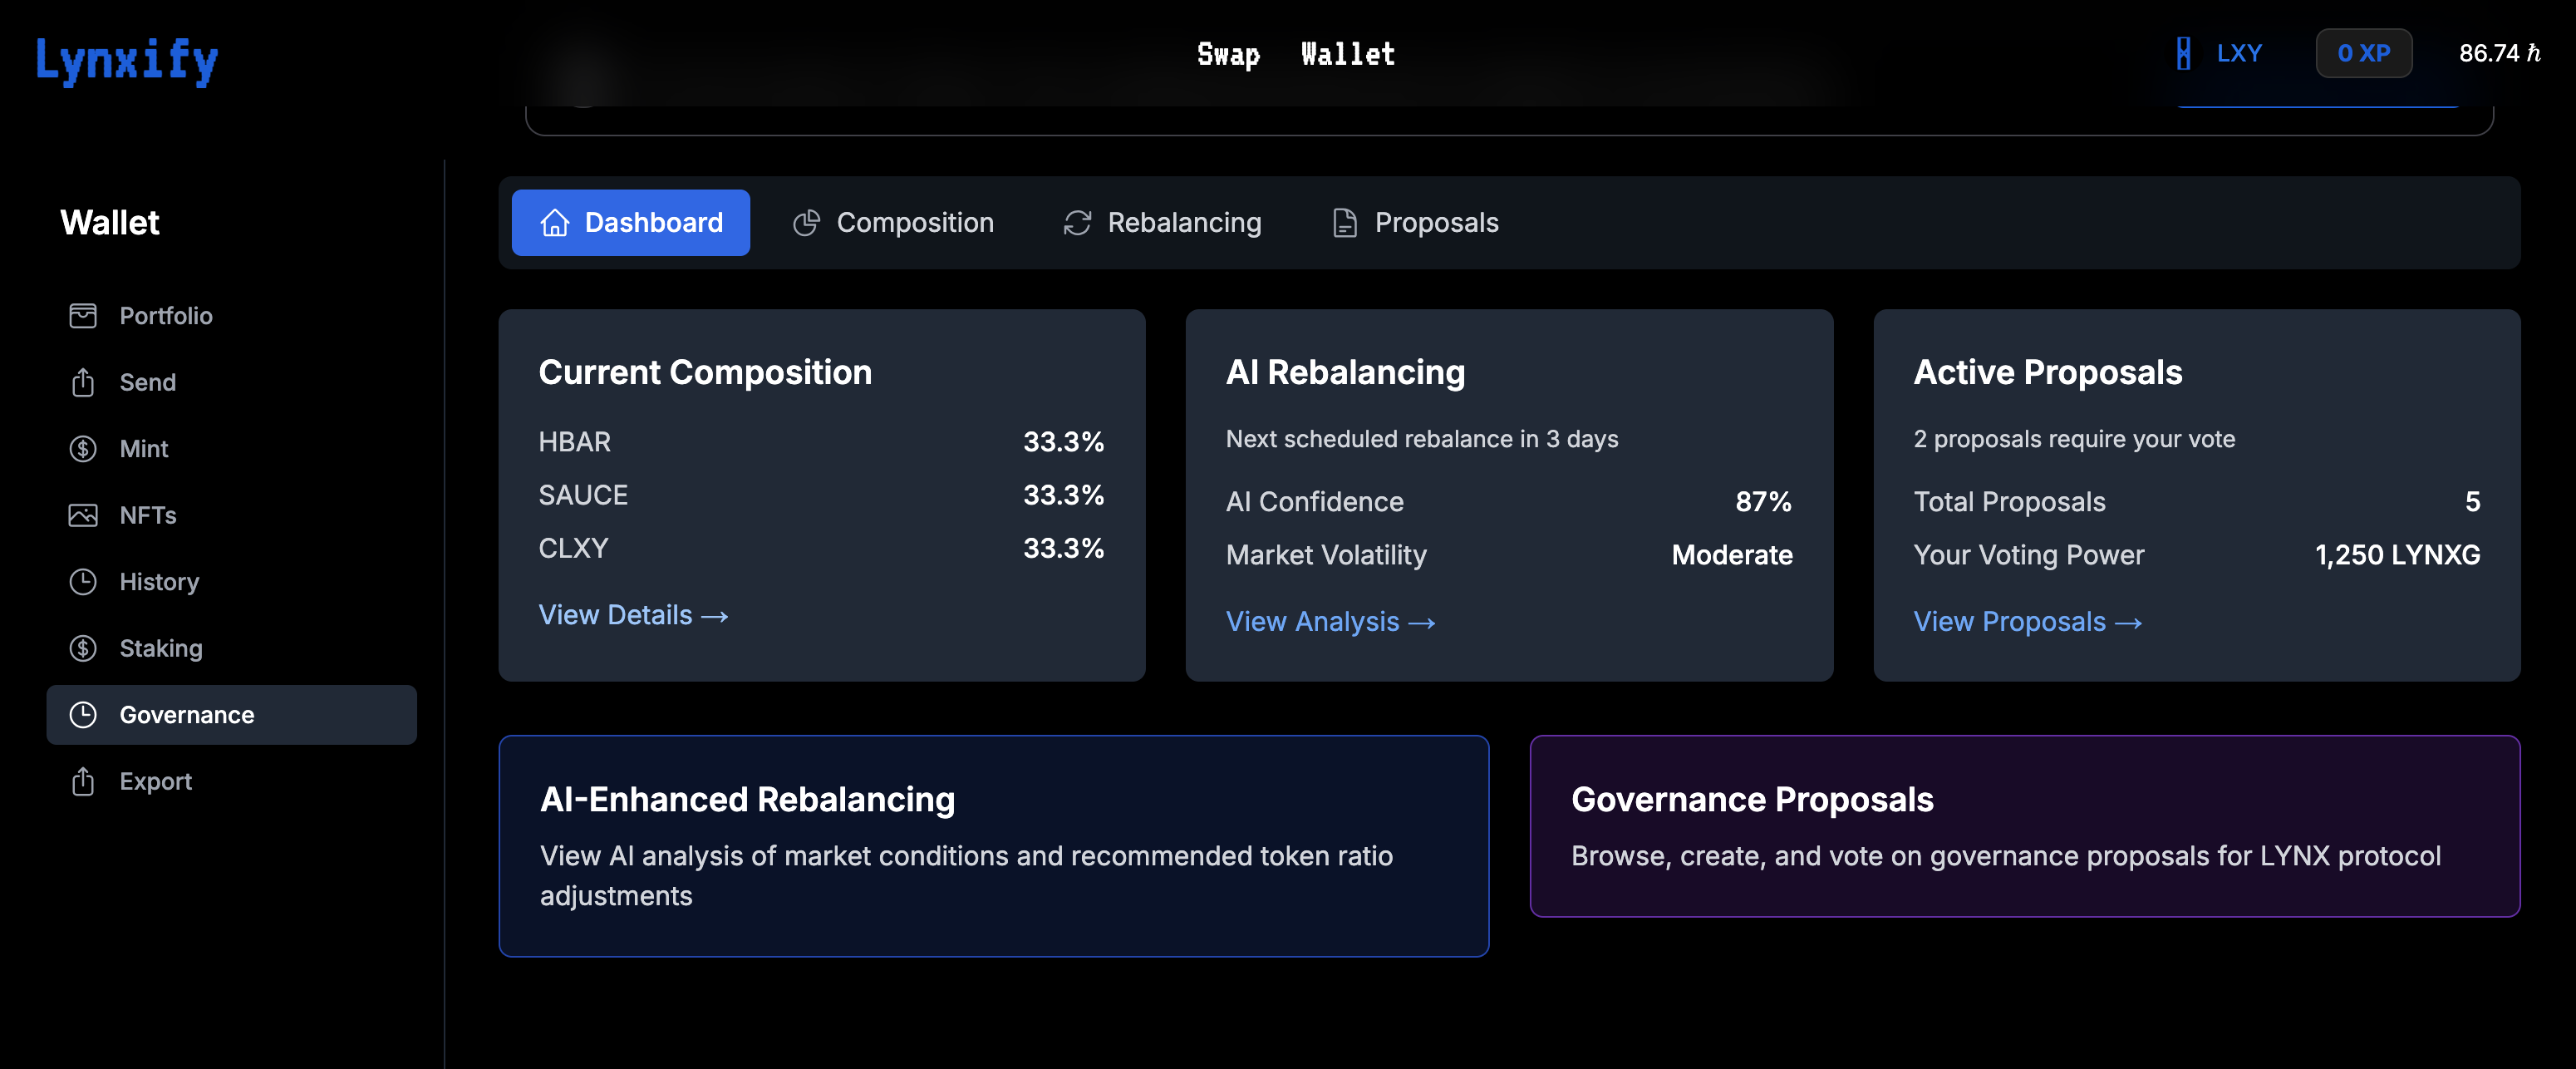 Lynxify
Swap
Wallet
LXY
0 XP
86.74 ℏ
Wallet
Portfolio
Send
Mint
NFTs
History
Staking
Governance
Export
Dashboard
Composition
Rebalancing
Proposals
Current Composition
HBAR 33.3%
SAUCE 33.3%
CLXY 33.3%
View Details →
AI Rebalancing
Next scheduled rebalance in 3 days
AI Confidence 87%
Market Volatility Moderate
View Analysis →
Active Proposals
2 proposals require your vote
Total Proposals 5
Your Voting Power 1,250 LYNXG
View Proposals →
AI-Enhanced Rebalancing
View AI analysis of market conditions and recommended token ratio
adjustments
Governance Proposals
Browse, create, and vote on governance proposals for LYNX protocol